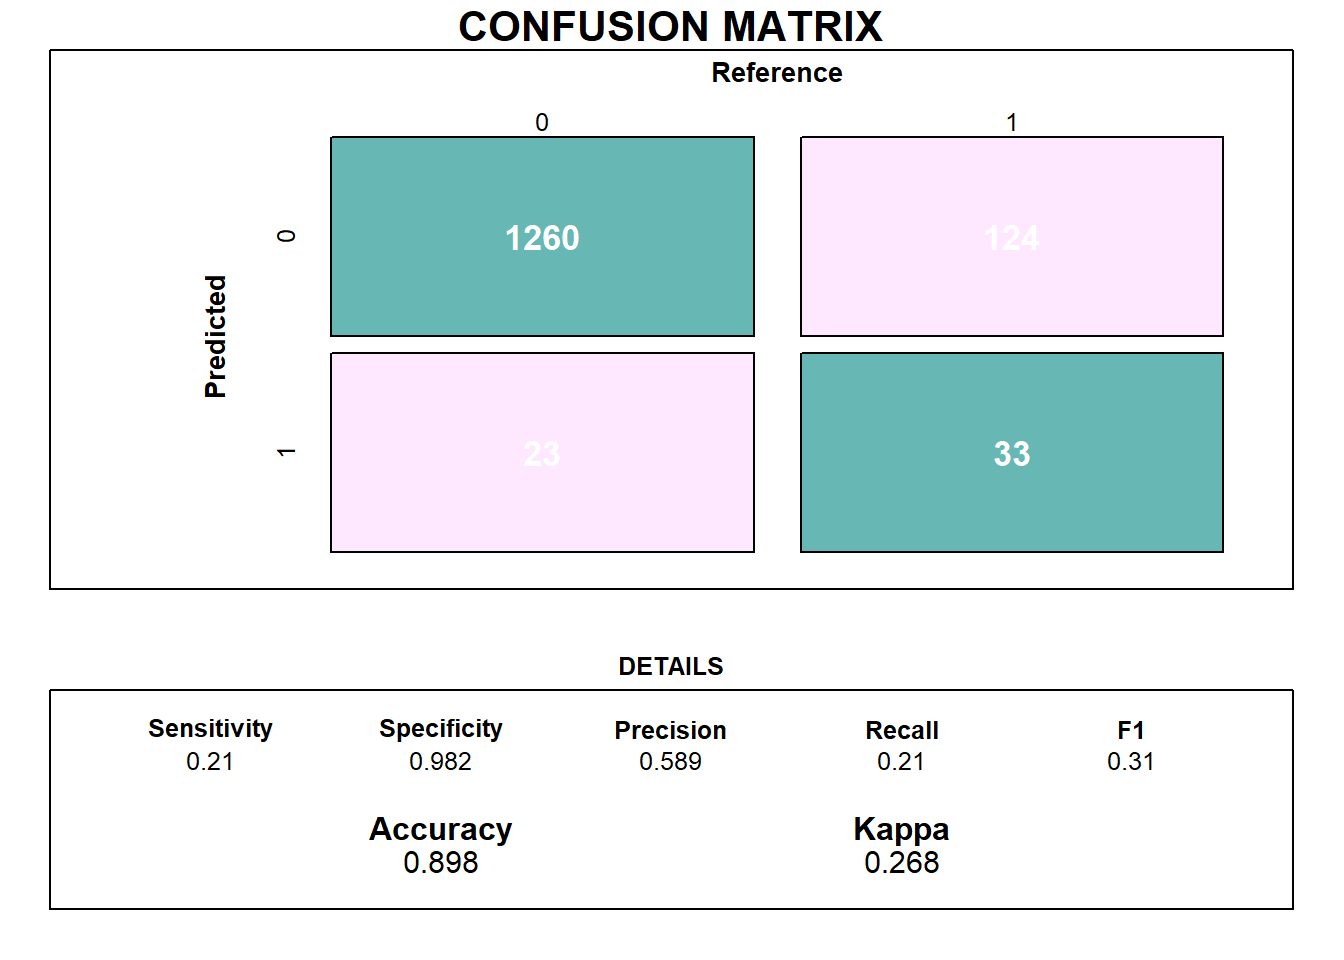 CONFUSION MATRIX
Reference
0 1
Predicted
0
1260 124
1
23 33
DETAILS
Sensitivity Specificity Precision Recall F1
0.21 0.982 0.589 0.21 0.31
Accuracy Kappa
0.898 0.268